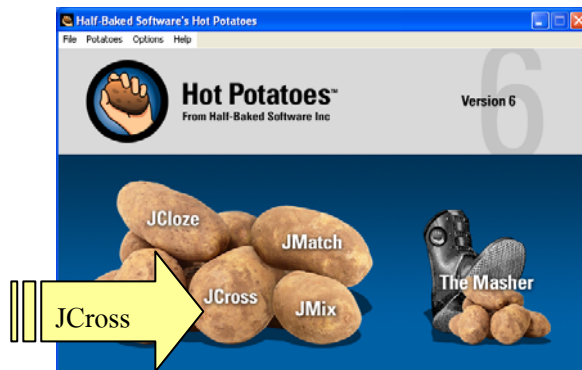 Half-Baked Software's Hot Potatoes
File Potatoes Options Help
Hot Potatoes™
From Half-Baked Software Inc
Version 6
6
JCloze
JMatch
JCross
JMix
The Masher
JCross